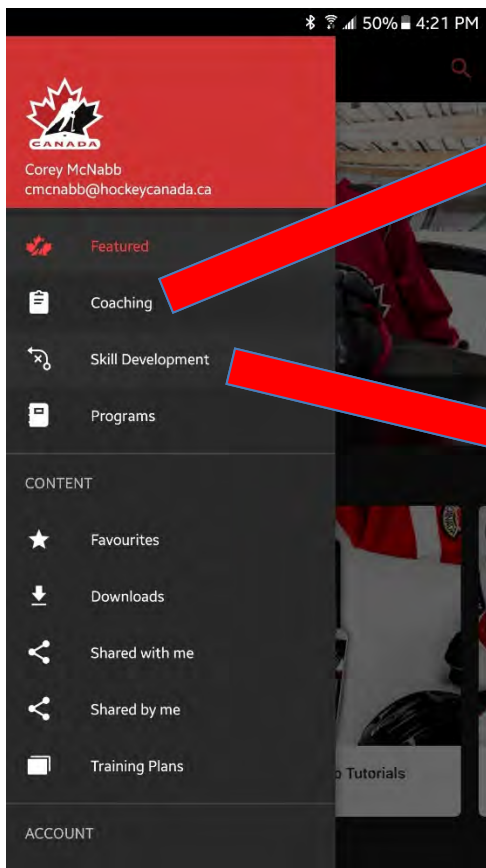 50% 4:21 PM
CANADA
Corey McNabb
cmcnabb@hockeycanada.ca
Featured
Coaching
Skill Development
Programs
CONTENT
Favourites
Downloads
Shared with me
Shared by me
Training Plans
Tutorials
ACCOUNT